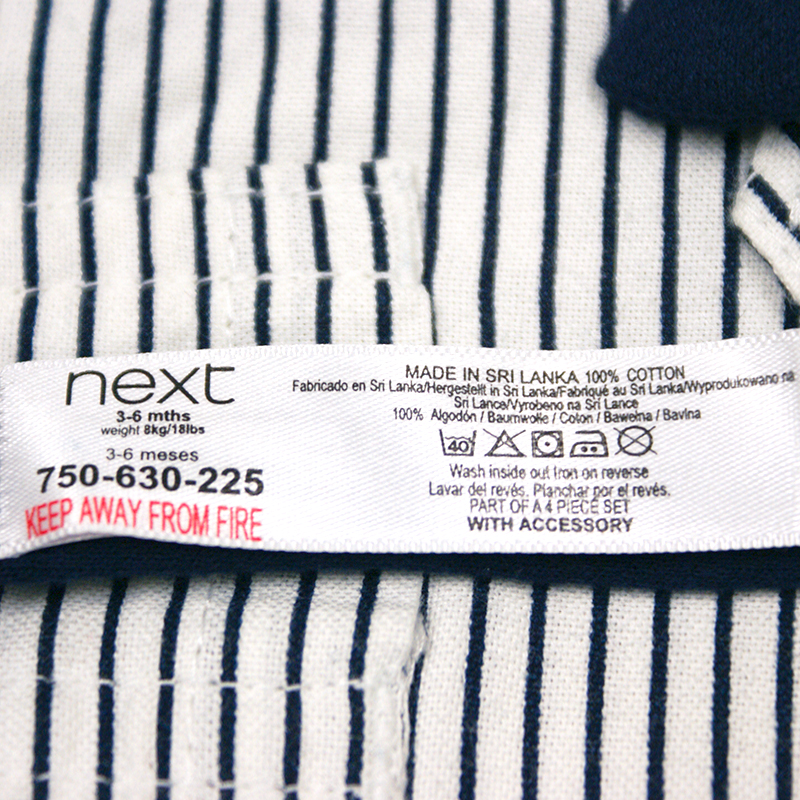 next
3-6 mths
weight 8kg/18lbs
3-6 meses
750-630-225
KEEP AWAY FROM FIRE
MADE IN SRI LANKA 100% COTTON
Fabricado en Sri Lanka/Hergestellt in Sri Lanka/Fabriqué au Sri Lanka/Wyprodukowano na
Sri Lance/Vyrobeno na Sri Lance
100% Algodón / Baumwolle / Coton / Bawełna / Bavlna
40
Wash inside out Iron on reverse
Lavar del revés. Planchar por el revés.
PART OF A 4 PIECE SET
WITH ACCESSORY